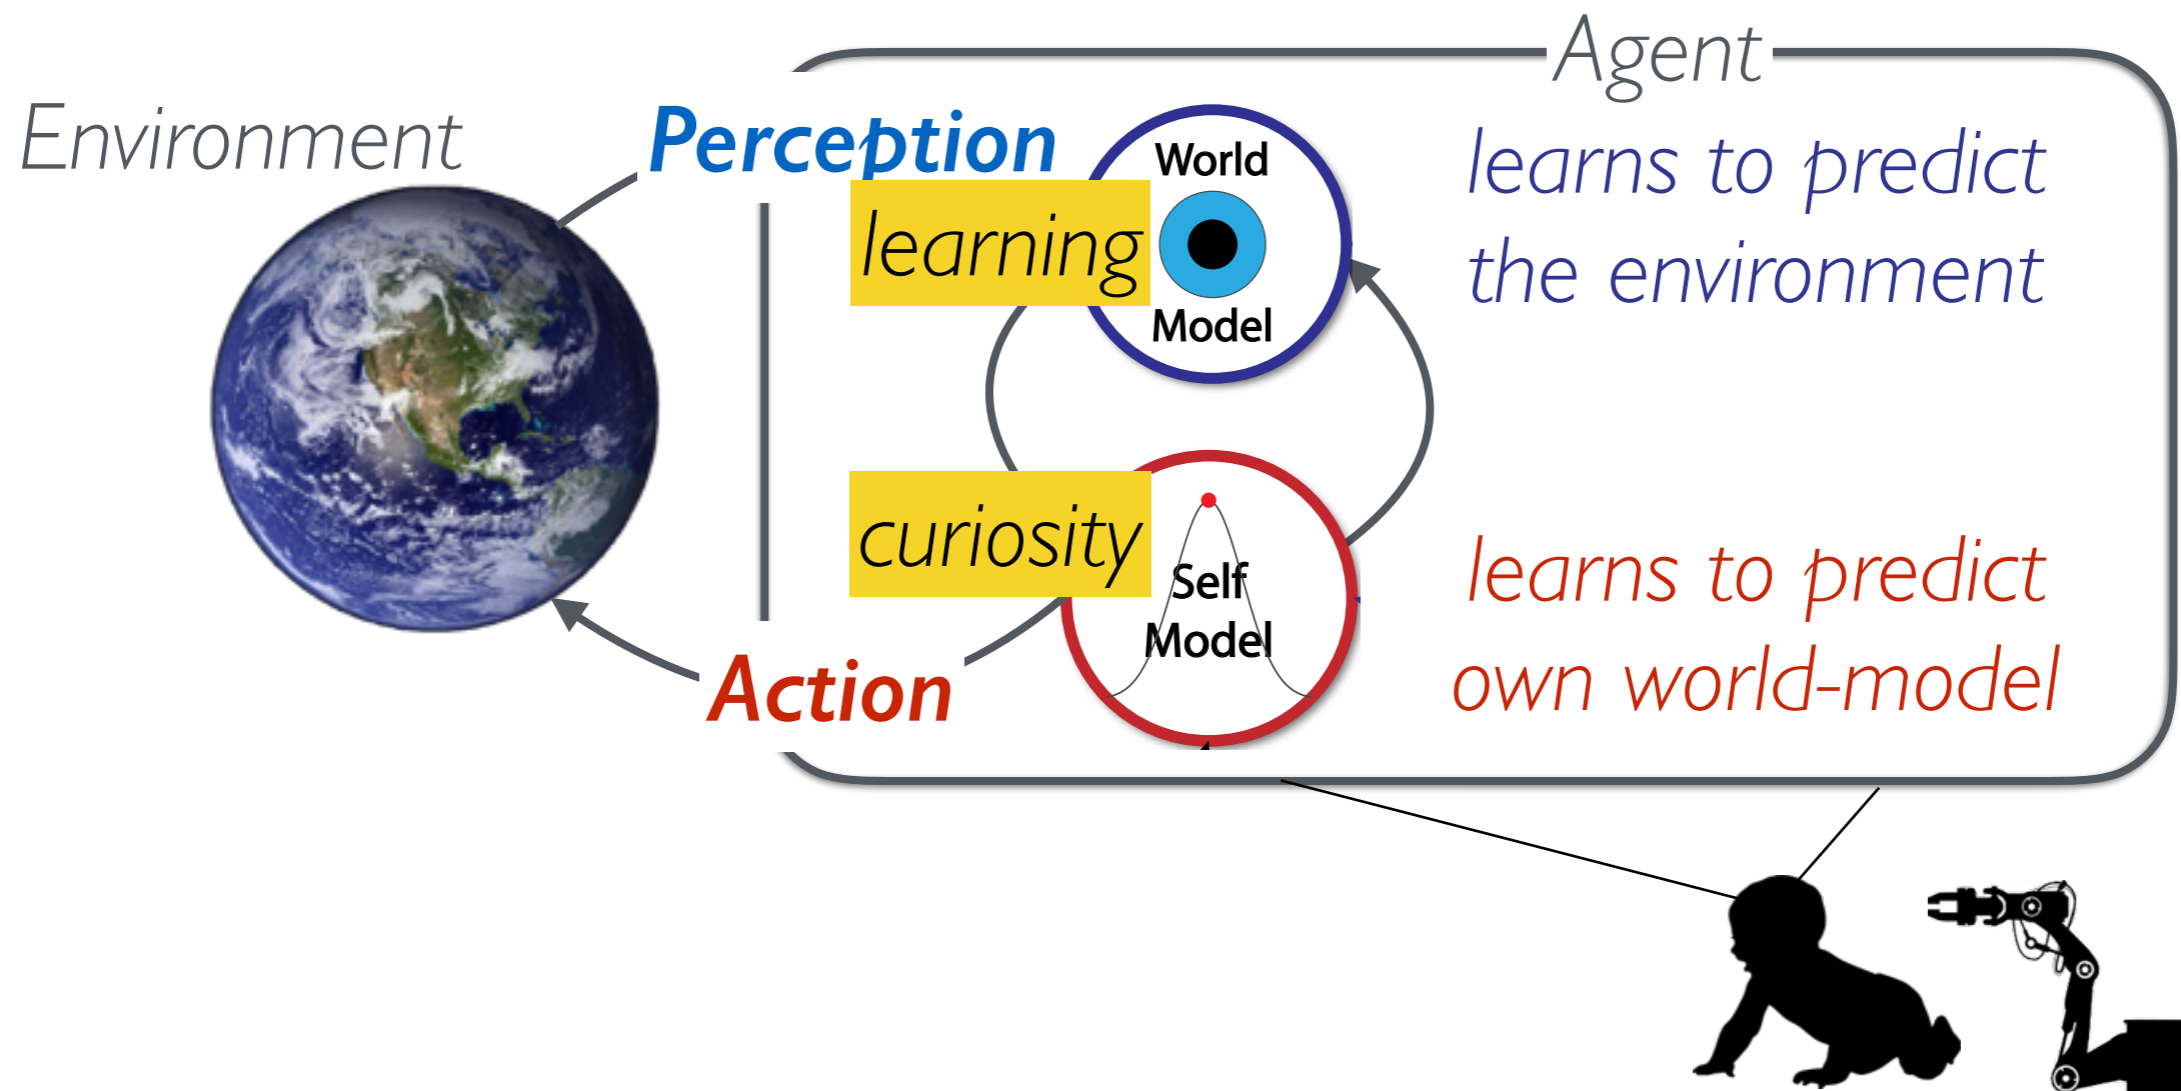 Environment
Agent
Perception
World
Model
learning
learns to predict
the environment
curiosity
Self
Model
learns to predict
own world-model
Action